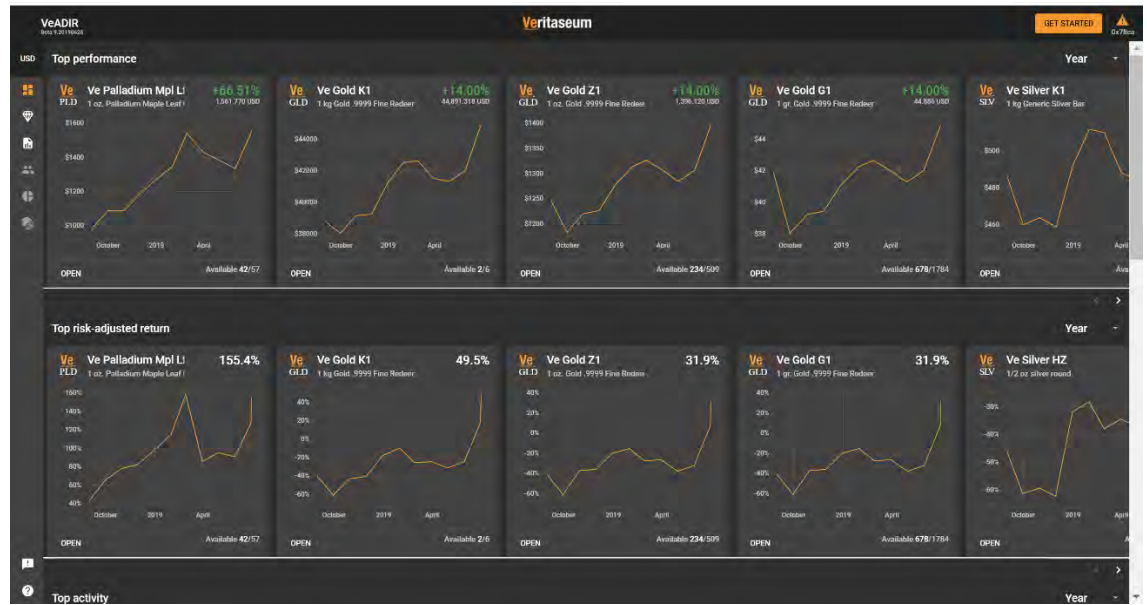 VeADIR
Veritaseum
GET STARTED
Beta 9.20190628
USD
Top performance
Year
Ve PLD
Ve Palladium Mpl L
+66.51%
1 oz. Palladium Maple Leaf
1,561.770 USD
$1600
$1400
$1200
$1000
October 2019 April
OPEN
Available 42/57
Ve GLD
Ve Gold K1
+14.00%
1 kg Gold .9999 Fine Redeer
44,891.318 USD
$44000
$42000
$40000
$38000
October 2019 April
OPEN
Available 2/6
Ve GLD
Ve Gold Z1
+14.00%
1 oz. Gold .9999 Fine Redeer
1,396.120 USD
$1400
$1350
$1300
$1250
$1200
October 2019 April
OPEN
Available 234/509
Ve GLD
Ve Gold G1
+14.00%
1 gr. Gold .9999 Fine Redeer
44.886 USD
$44
$42
$40
$38
October 2019 April
OPEN
Available 678/1784
Ve SLV
Ve Silver K1
1 kg Generic Silver Bar
$500
$480
$460
October 2019 April
OPEN
Ava
Top risk-adjusted return
Year
Ve PLD
Ve Palladium Mpl L
155.4%
1 oz. Palladium Maple Leaf
160%
140%
120%
100%
80%
60%
40%
October 2019 April
OPEN
Available 42/57
Ve GLD
Ve Gold K1
49.5%
1 kg Gold .9999 Fine Redeer
40%
20%
0%
-20%
-40%
-60%
October 2019 April
OPEN
Available 2/6
Ve GLD
Ve Gold Z1
31.9%
1 oz. Gold .9999 Fine Redeer
40%
20%
0%
-20%
-40%
-60%
October 2019 April
OPEN
Available 234/509
Ve GLD
Ve Gold G1
31.9%
1 gr. Gold .9999 Fine Redeer
40%
20%
0%
-20%
-40%
-60%
October 2019 April
OPEN
Available 678/1784
Ve SLV
Ve Silver HZ
1/2 oz silver round
-30%
-40%
-50%
-60%
October 2019 April
OPEN
A
Top activity
Year